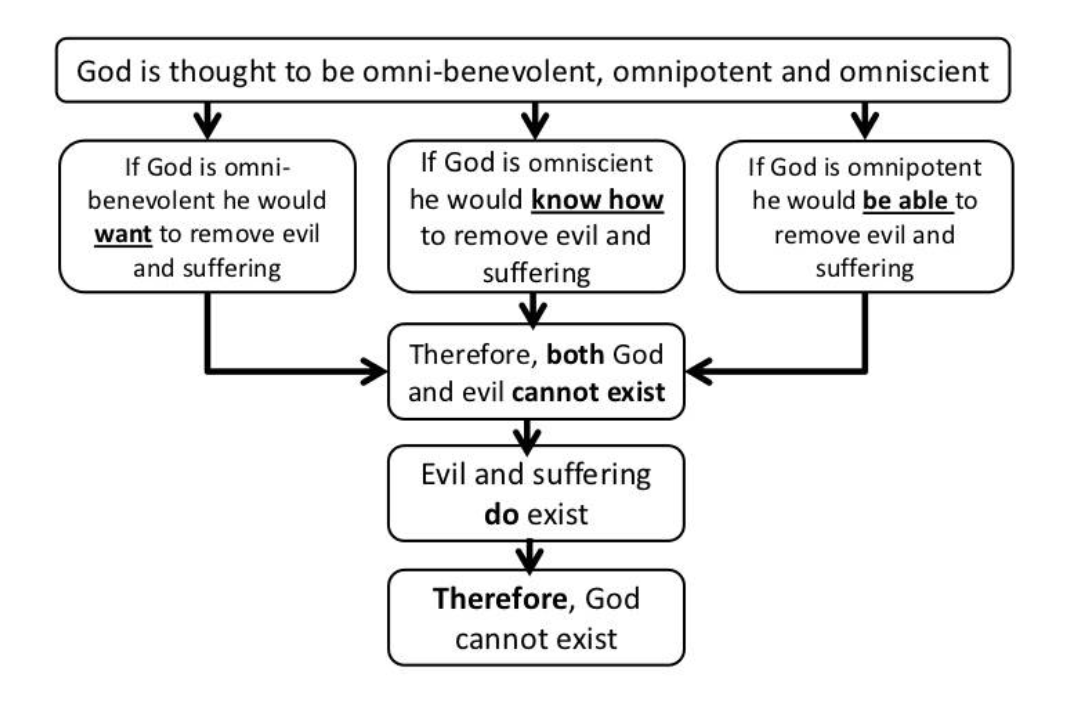 God is thought to be omni-benevolent, omnipotent and omniscient
If God is omni-
benevolent he would
want to remove evil
and suffering
If God is omniscient
he would know how
to remove evil and
suffering
If God is omnipotent
he would be able to
remove evil and
suffering
Therefore, both God
and evil cannot exist
Evil and suffering
do exist
Therefore, God
cannot exist